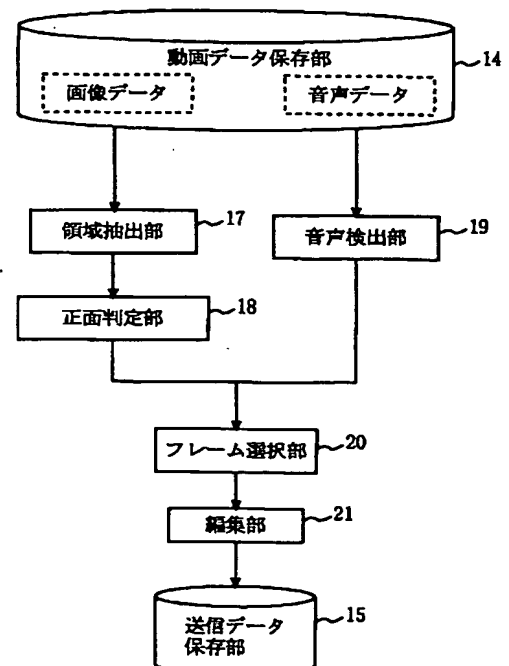 動画データ保存部
14
画像データ
音声データ
領域抽出部
17
音声検出部
19
正面判定部
18
フレーム選択部
20
編集部
21
送信データ
保存部
15